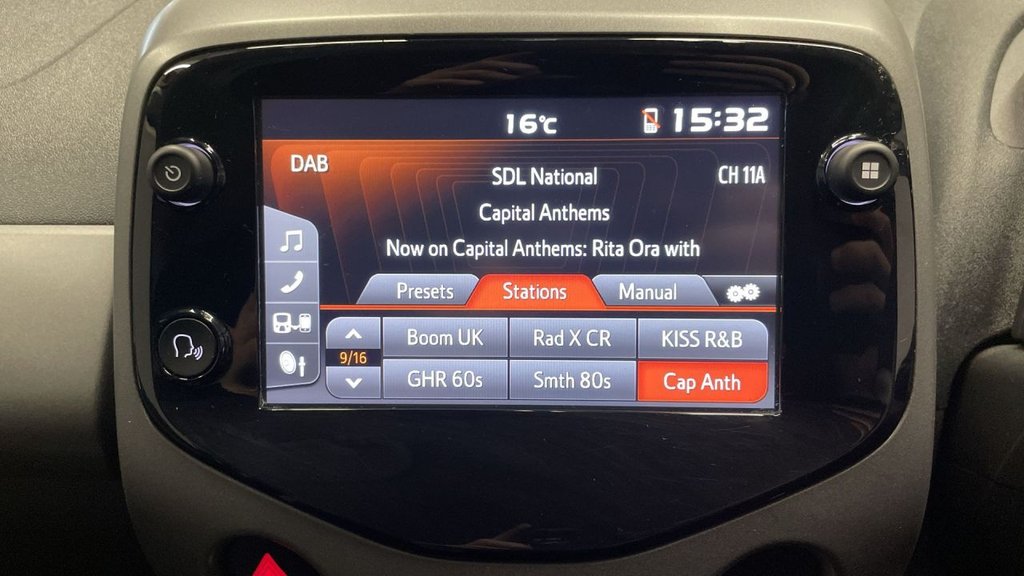 16°C 15:32
DAB
SDL National CH 11A
Capital Anthems
Now on Capital Anthems: Rita Ora with
Presets Stations Manual
Boom UK Rad X CR KISS R&B
9/16
GHR 60s Smth 80s Cap Anth